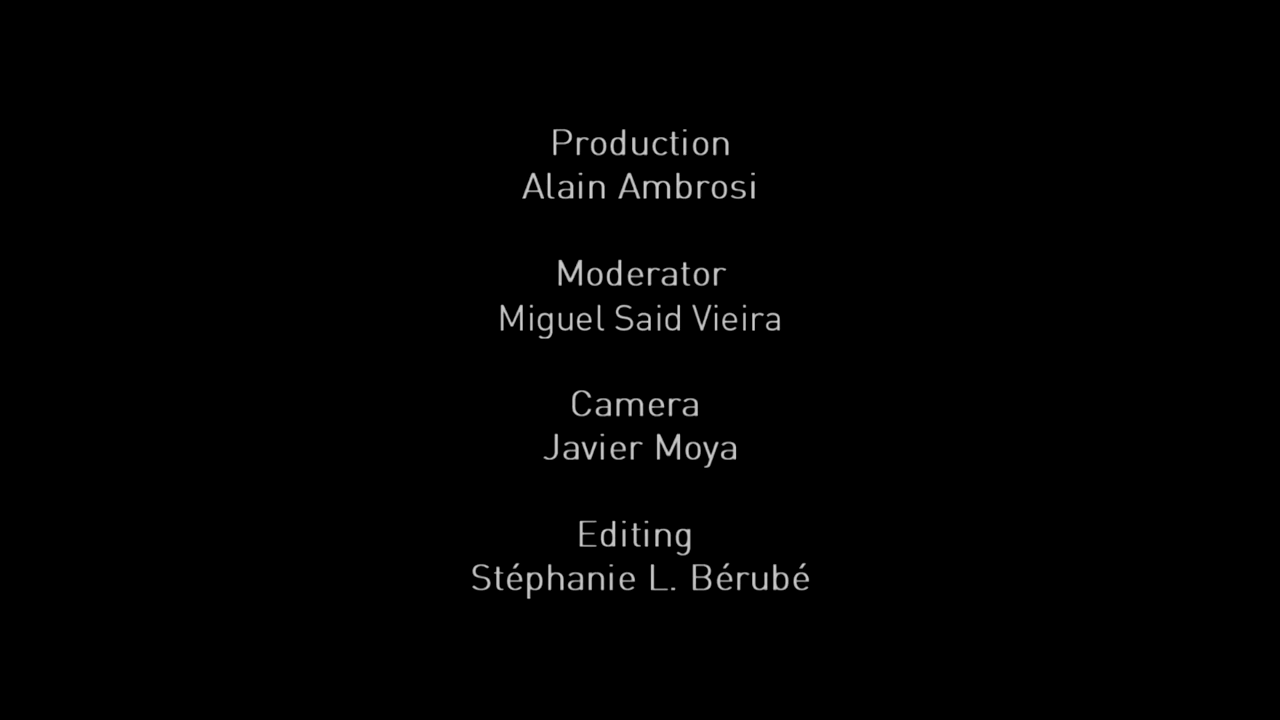 Production
Alain Ambrosi
Moderator
Miguel Said Vieira
Camera
Javier Moya
Editing
Stéphanie L. Bérubé